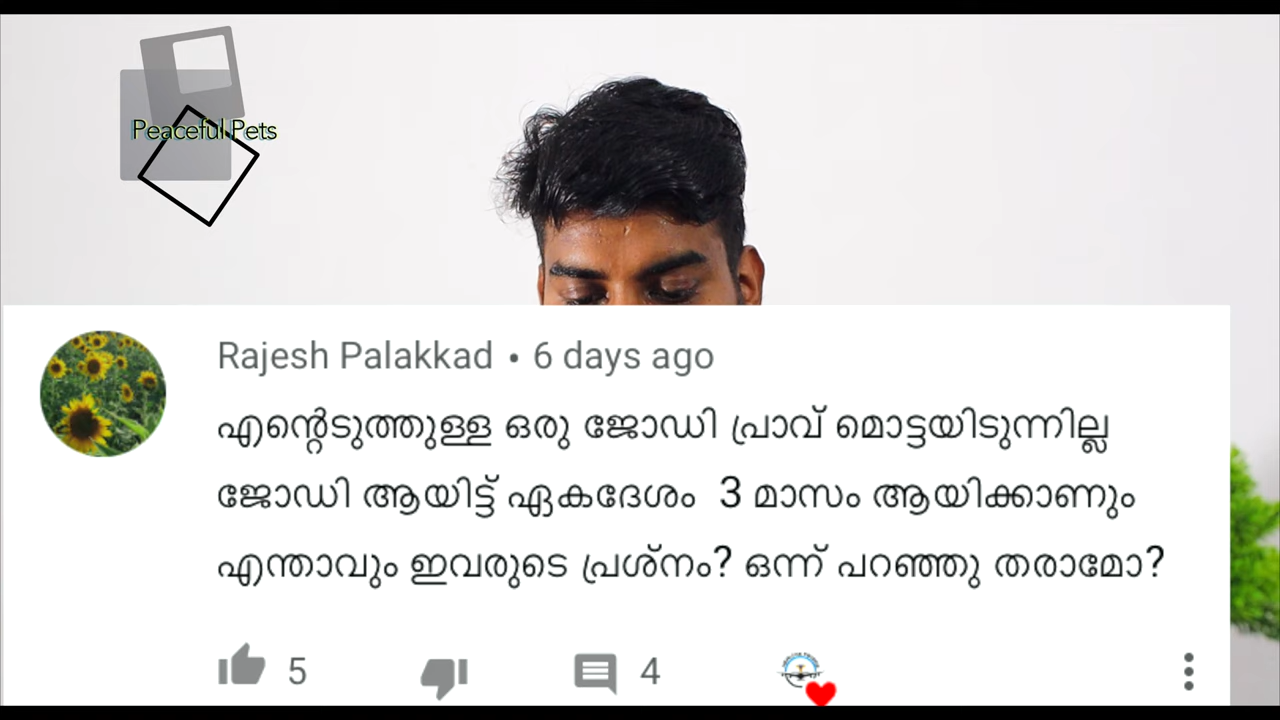 Peaceful Pets
Rajesh Palakkad • 6 days ago
എന്റെടുത്തുള്ള ഒരു ജോഡി പ്രാവ് മൊട്ടയിടുന്നില്ല
ജോഡി ആയിട്ട് ഏകദേശം 3 മാസം ആയിക്കാണും
എന്താവും ഇവരുടെ പ്രശ്നം? ഒന്ന് പറഞ്ഞു തരാമോ?
5 4